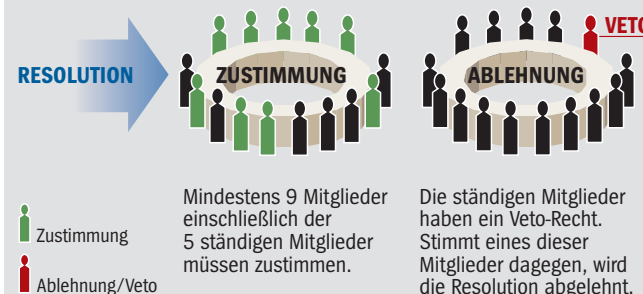 VETO
RESOLUTION
ZUSTIMMUNG
ABLEHNUNG
Mindestens 9 Mitglieder
einschließlich der
5 ständigen Mitglieder
müssen zustimmen.
Die ständigen Mitglieder
haben ein Veto-Recht.
Stimmt eines dieser
Mitglieder dagegen, wird
die Resolution abgelehnt.
Zustimmung
Ablehnung/Veto